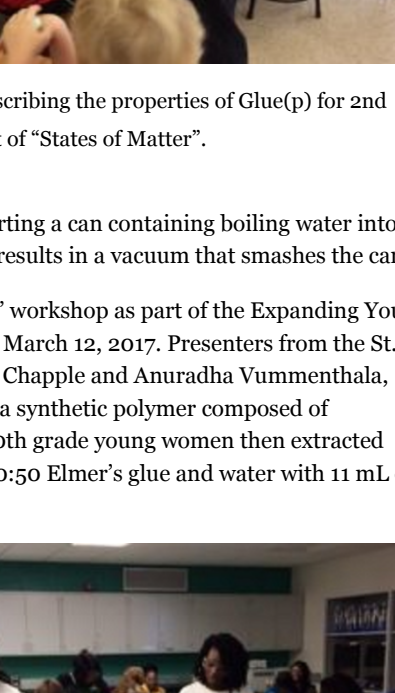 scribing the properties of Glue(p) for 2nd
of “States of Matter”.
rting a can containing boiling water into
results in a vacuum that smashes the can
workshop as part of the Expanding You
March 12, 2017. Presenters from the St.
Chapple and Anuradha Vummenthala,
a synthetic polymer composed of
0th grade young women then extracted
0:50 Elmer’s glue and water with 11 mL